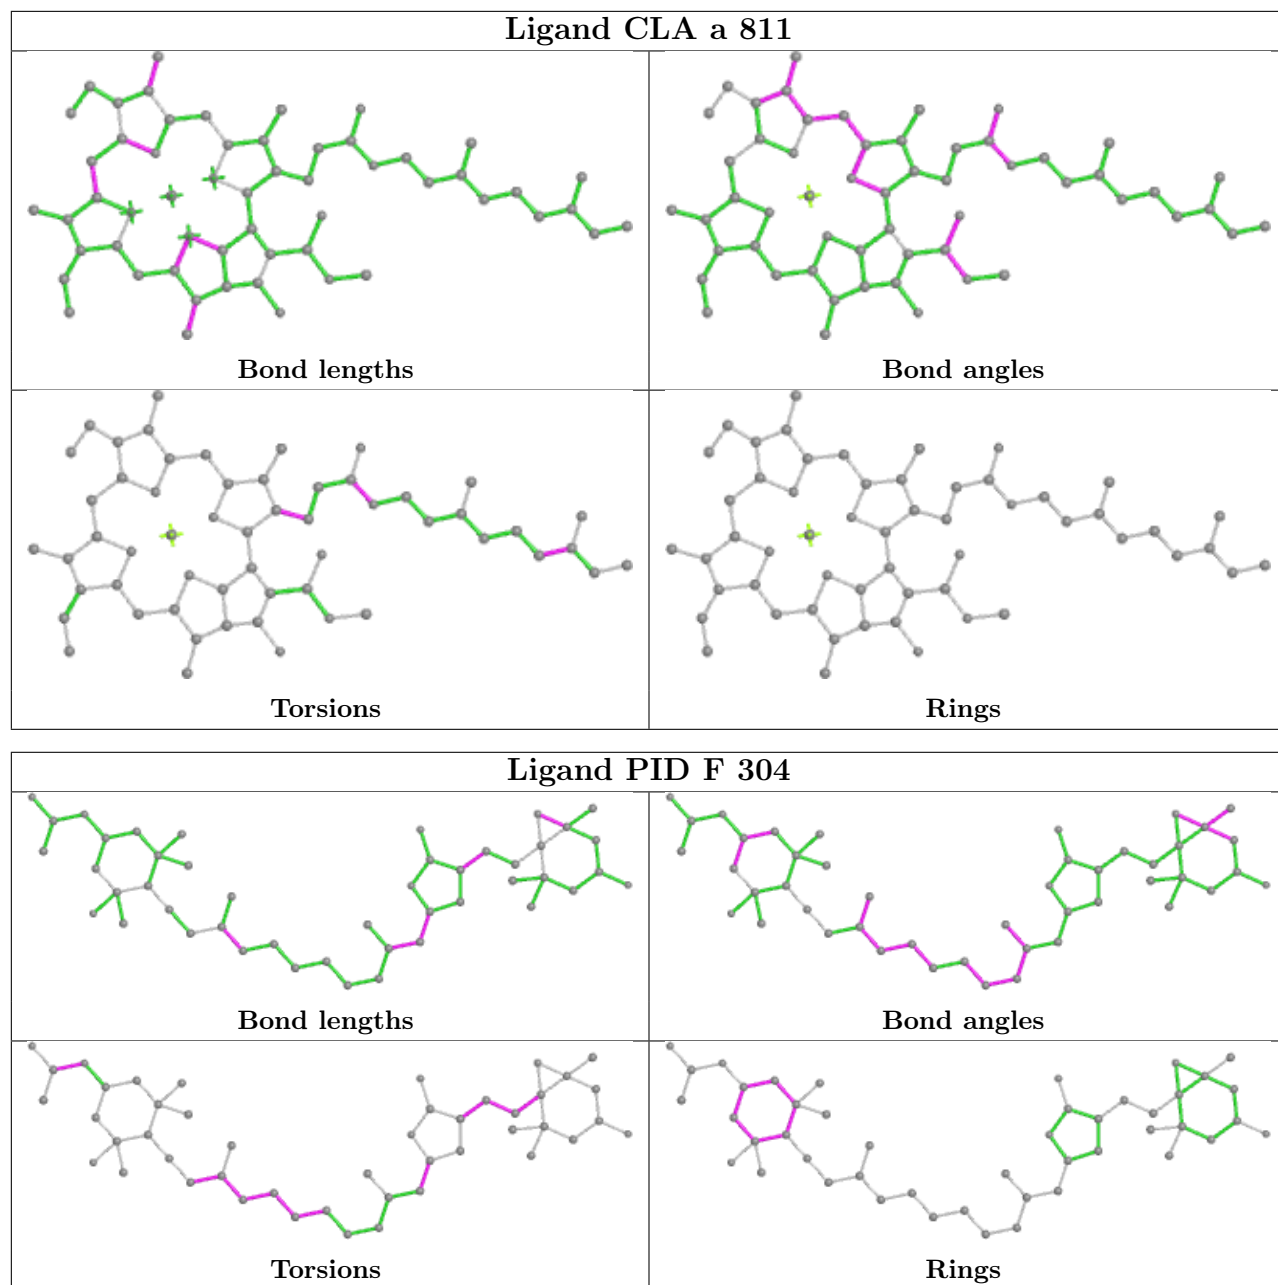 Ligand CLA a 811
Bond lengths
Bond angles
Torsions
Rings
Ligand PID F 304
Bond lengths
Bond angles
Torsions
Rings